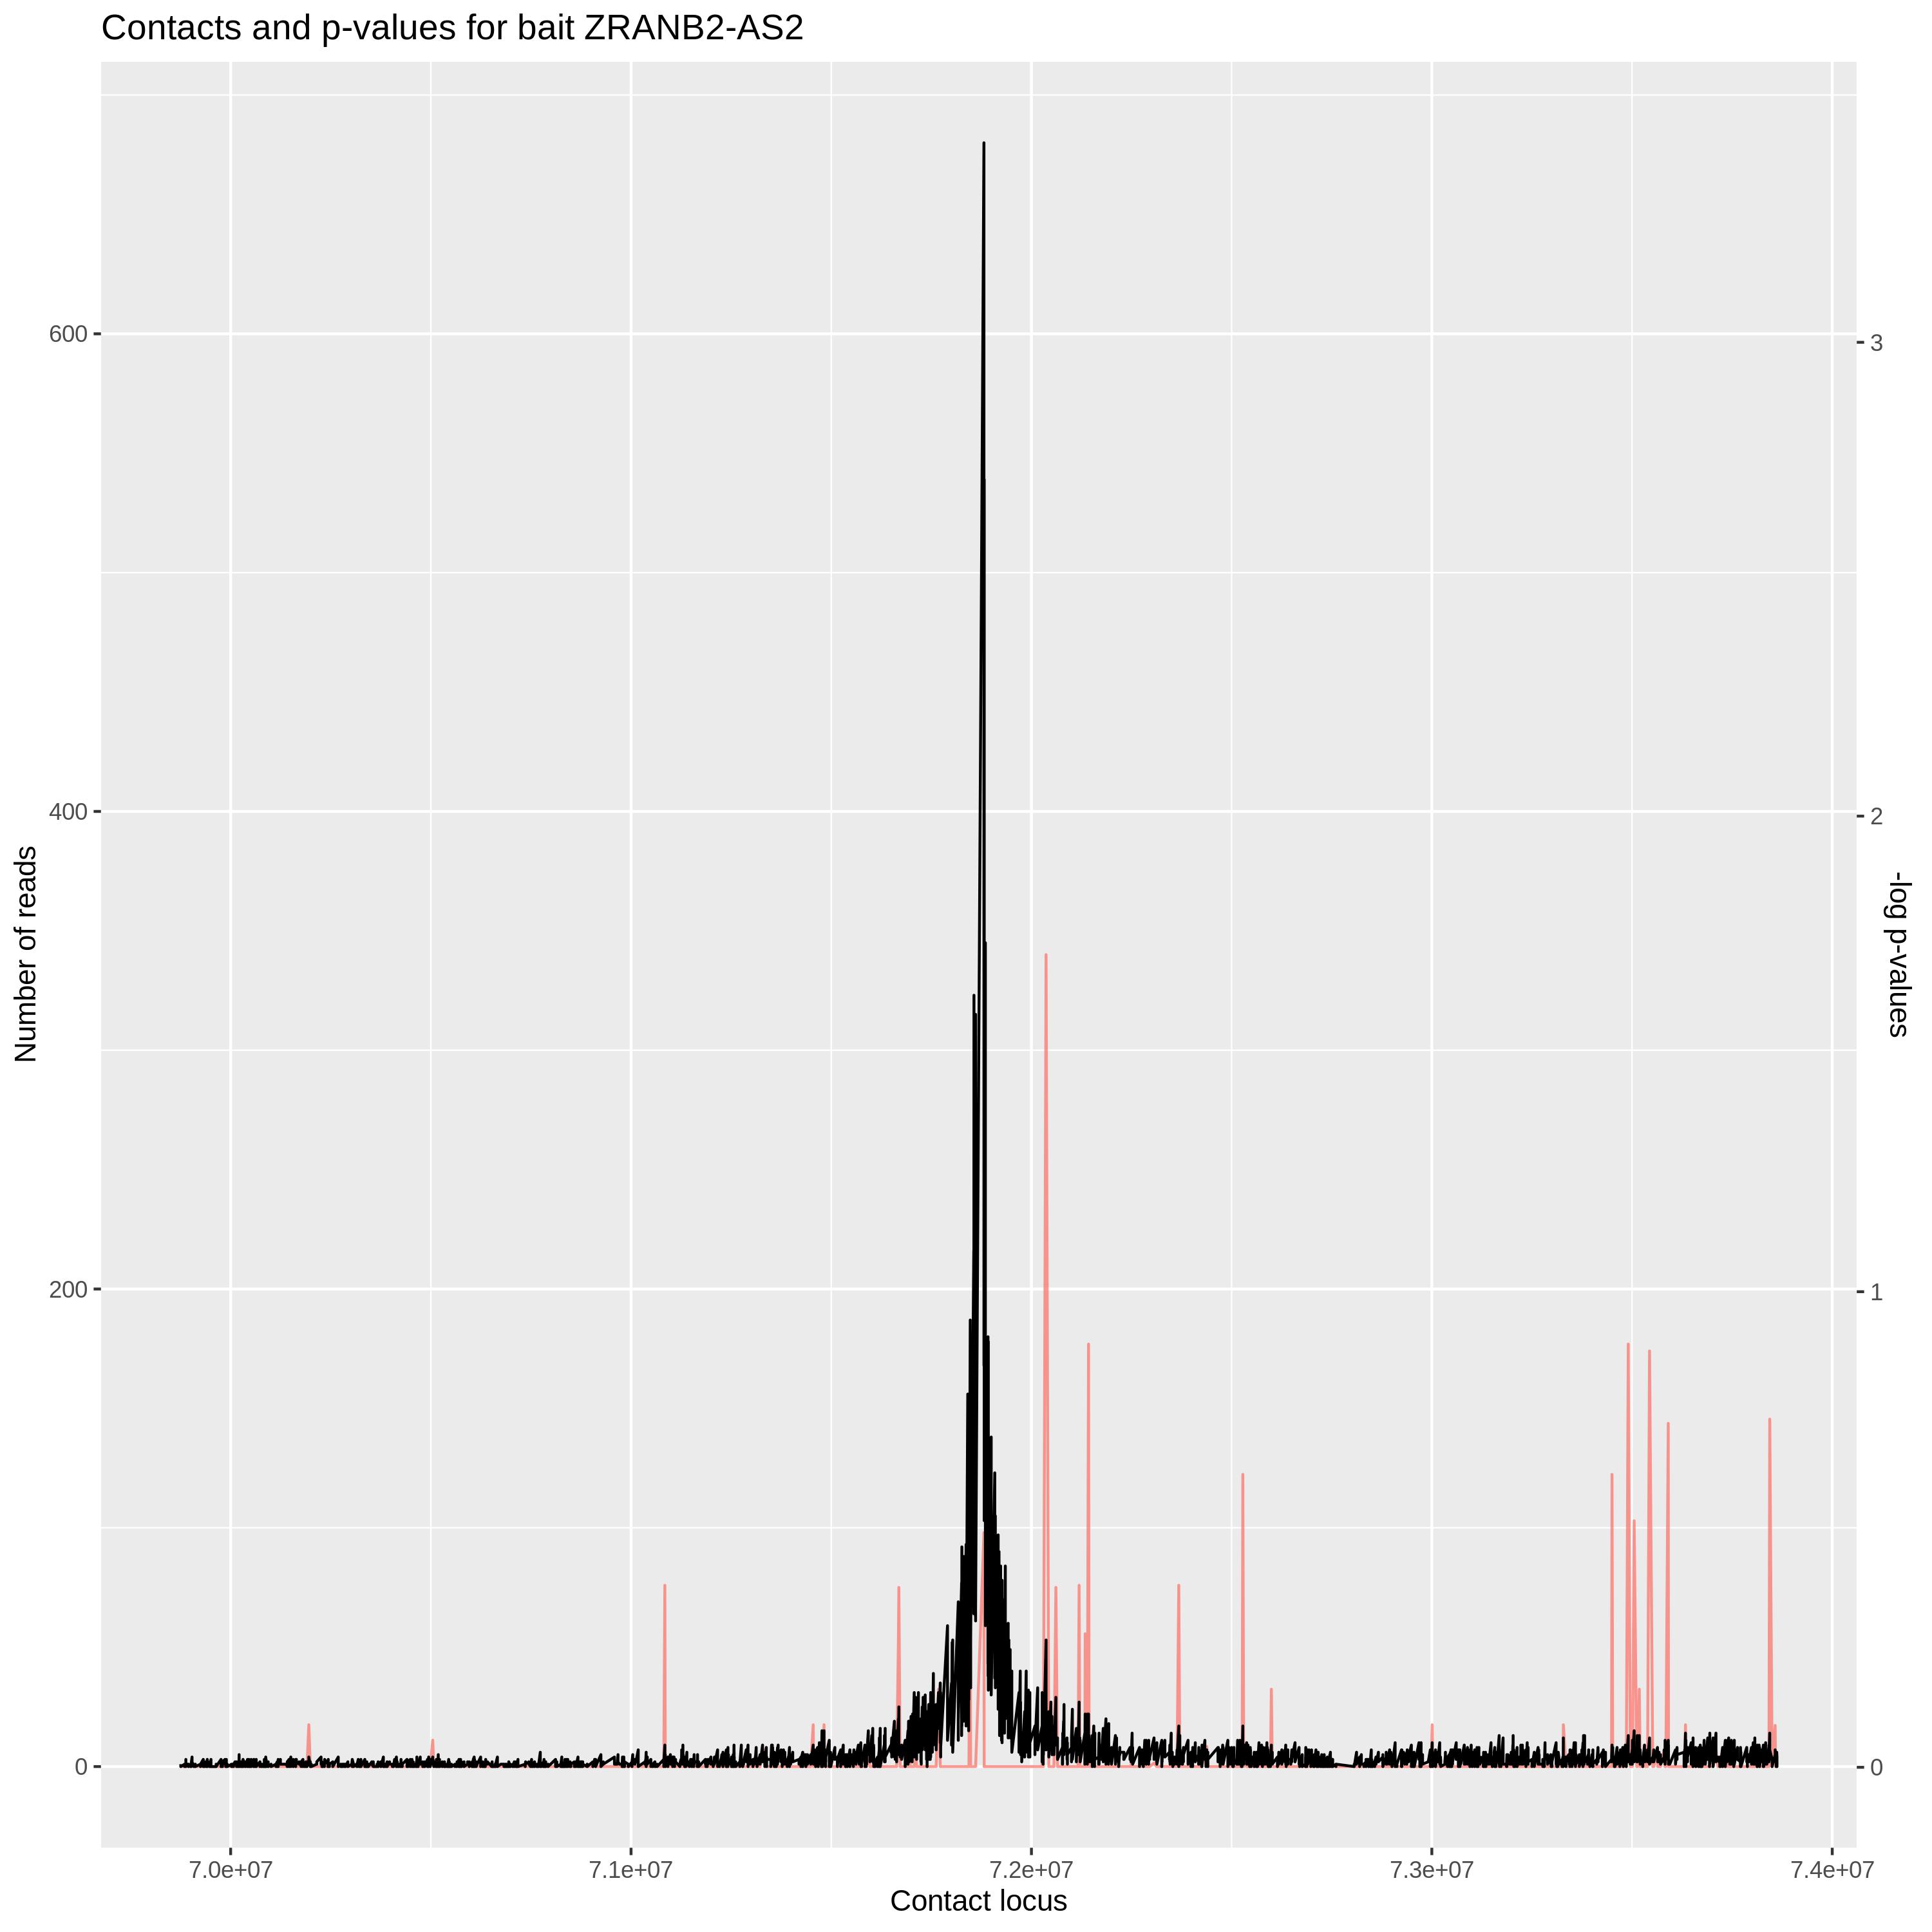 Contacts and p-values for bait ZRANB2-AS2
Number of reads
600
400
200
0
3
2
1
0
-log p-values
7.0e+07 7.1e+07 7.2e+07 7.3e+07 7.4e+07
Contact locus